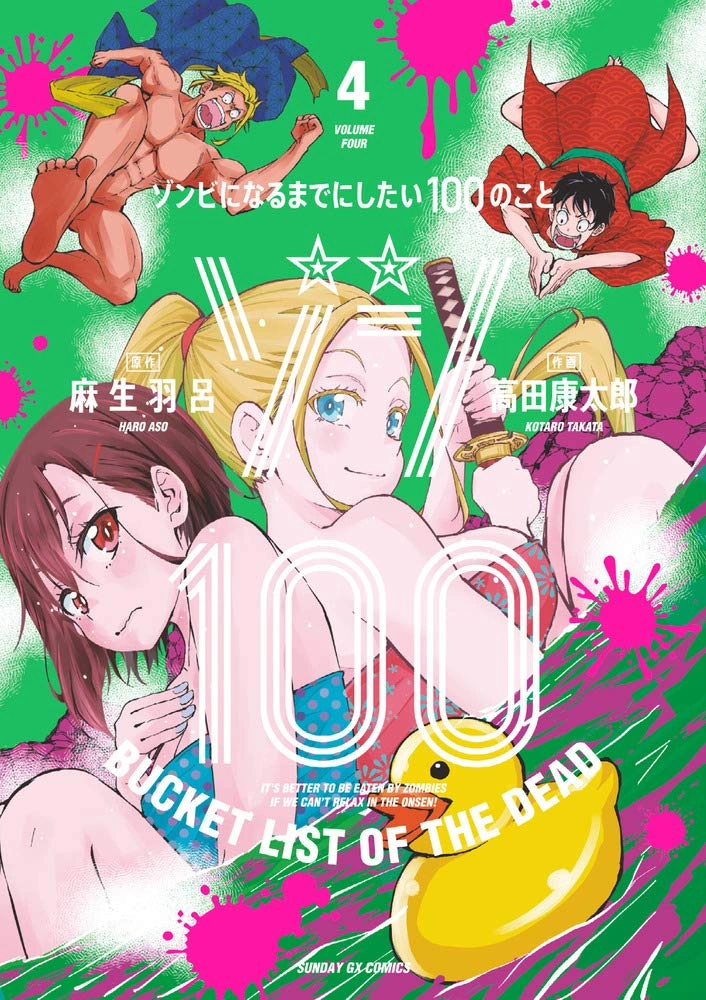 4
VOLUME
FOUR
ゾンビになるまでにしたい100のこと
ゾン
原作
麻生羽呂
HARO ASO
作画
高田康太郎
KOTARO TAKATA
100
BUCKET LIST OF THE DEAD
IT'S BETTER TO BE EATEN BY ZOMBIES
IF WE CAN'T RELAX IN THE ONSEN!
SUNDAY GX COMICS